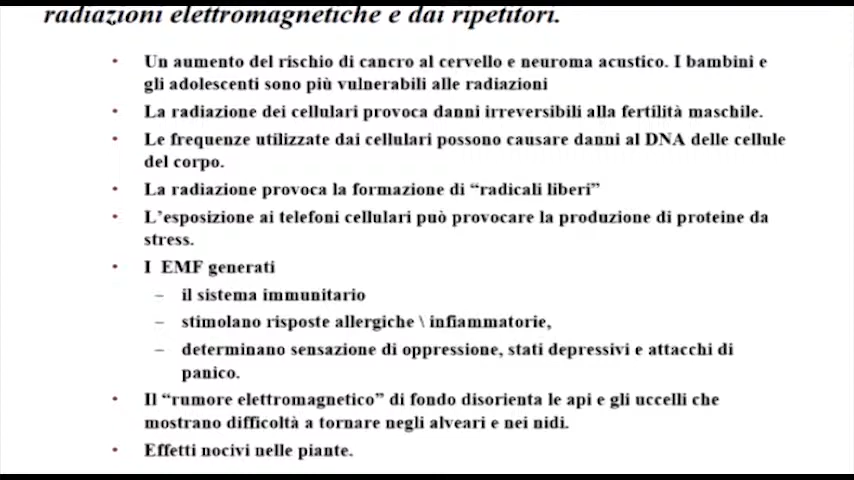 radiazioni elettromagnetiche e dai ripetitori.
• Un aumento del rischio di cancro al cervello e neuroma acustico. I bambini e
gli adolescenti sono più vulnerabili alle radiazioni
• La radiazione dei cellulari provoca danni irreversibili alla fertilità maschile.
• Le frequenze utilizzate dai cellulari possono causare danni al DNA delle cellule
del corpo.
• La radiazione provoca la formazione di “radicali liberi”
• L’esposizione ai telefoni cellulari può provocare la produzione di proteine da
stress.
• I EMF generati
– il sistema immunitario
– stimolano risposte allergiche \ infiammatorie,
– determinano sensazione di oppressione, stati depressivi e attacchi di
panico.
• Il “rumore elettromagnetico” di fondo disorienta le api e gli uccelli che
mostrano difficoltà a tornare negli alveari e nei nidi.
• Effetti nocivi nelle piante.